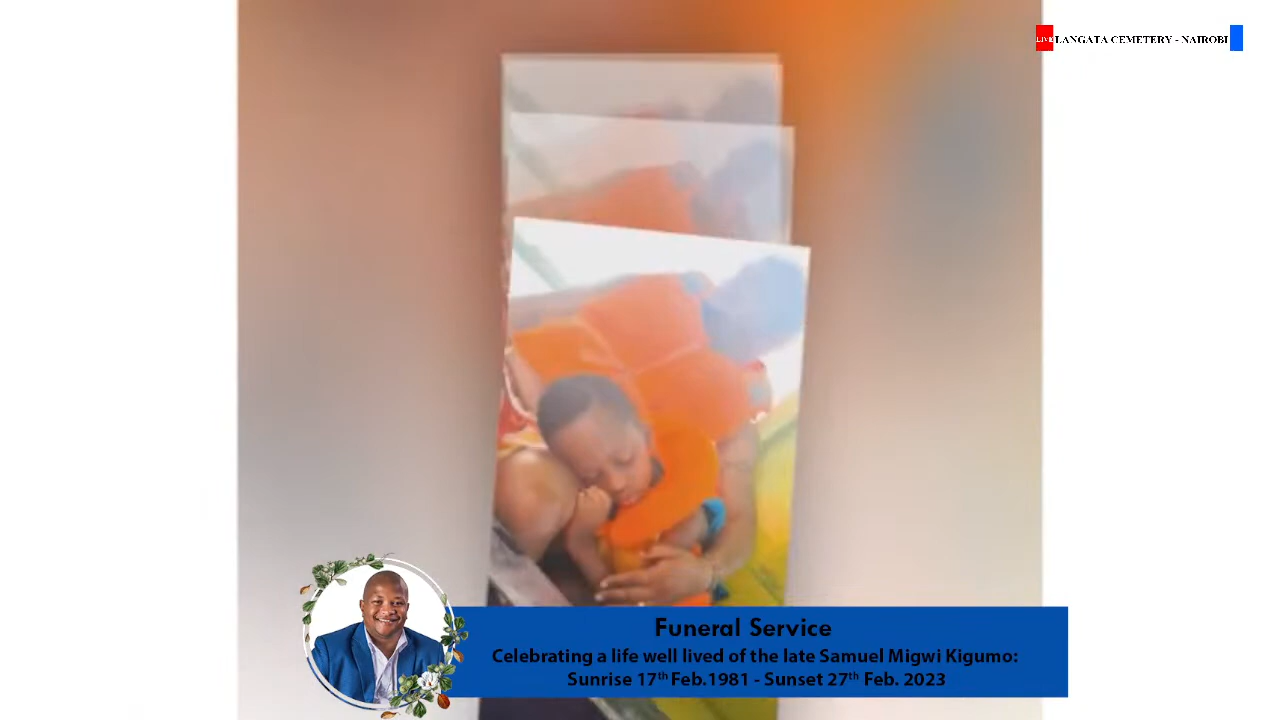 LIVE LANGATA CEMETERY - NAIROBI
Funeral Service
Celebrating a life well lived of the late Samuel Migwi Kigumo:
Sunrise 17th Feb.1981 - Sunset 27th Feb. 2023